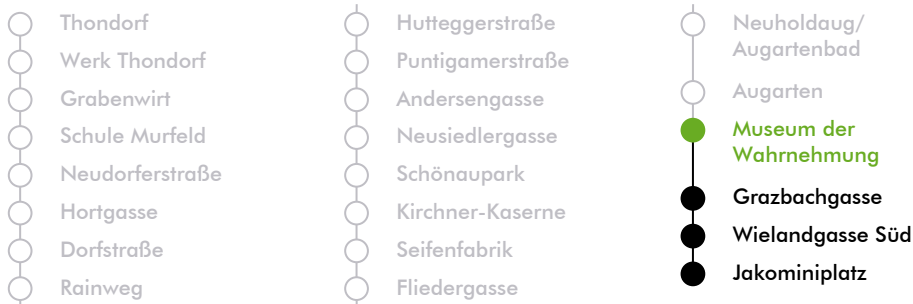 Thondorf
Werk Thondorf
Grabenwirt
Schule Murfeld
Neudorferstraße
Hortgasse
Dorfstraße
Rainweg
Hutteggerstraße
Puntigamerstraße
Andersengasse
Neusiedlergasse
Schönaupark
Kirchner-Kaserne
Seifenfabrik
Fliedergasse
Neuholdaug/
Augartenbad
Augarten
Museum der
Wahrnehmung
Grazbachgasse
Wielandgasse Süd
Jakominiplatz